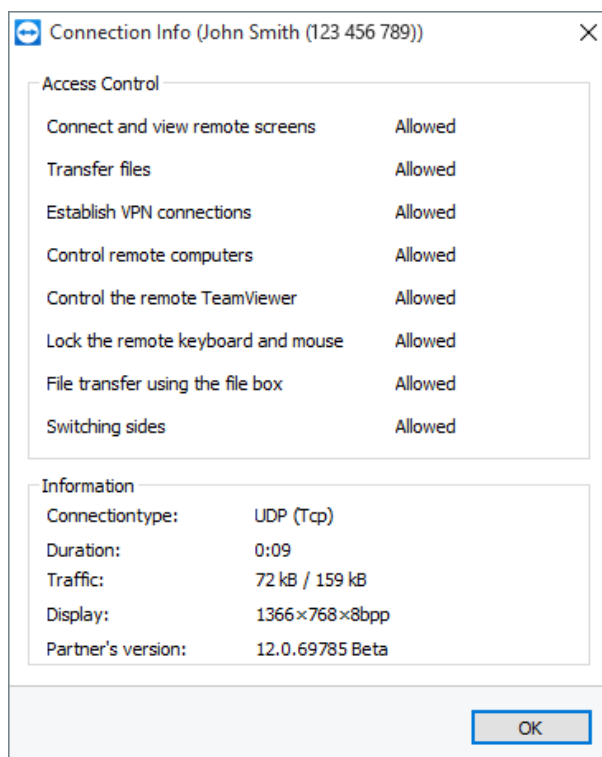 Connection Info (John Smith (123 456 789))
Access Control
Connect and view remote screens Allowed
Transfer files Allowed
Establish VPN connections Allowed
Control remote computers Allowed
Control the remote TeamViewer Allowed
Lock the remote keyboard and mouse Allowed
File transfer using the file box Allowed
Switching sides Allowed
Information
Connectiontype: UDP (Tcp)
Duration: 0:09
Traffic: 72 kB / 159 kB
Display: 1366×768×8bpp
Partner's version: 12.0.69785 Beta
OK